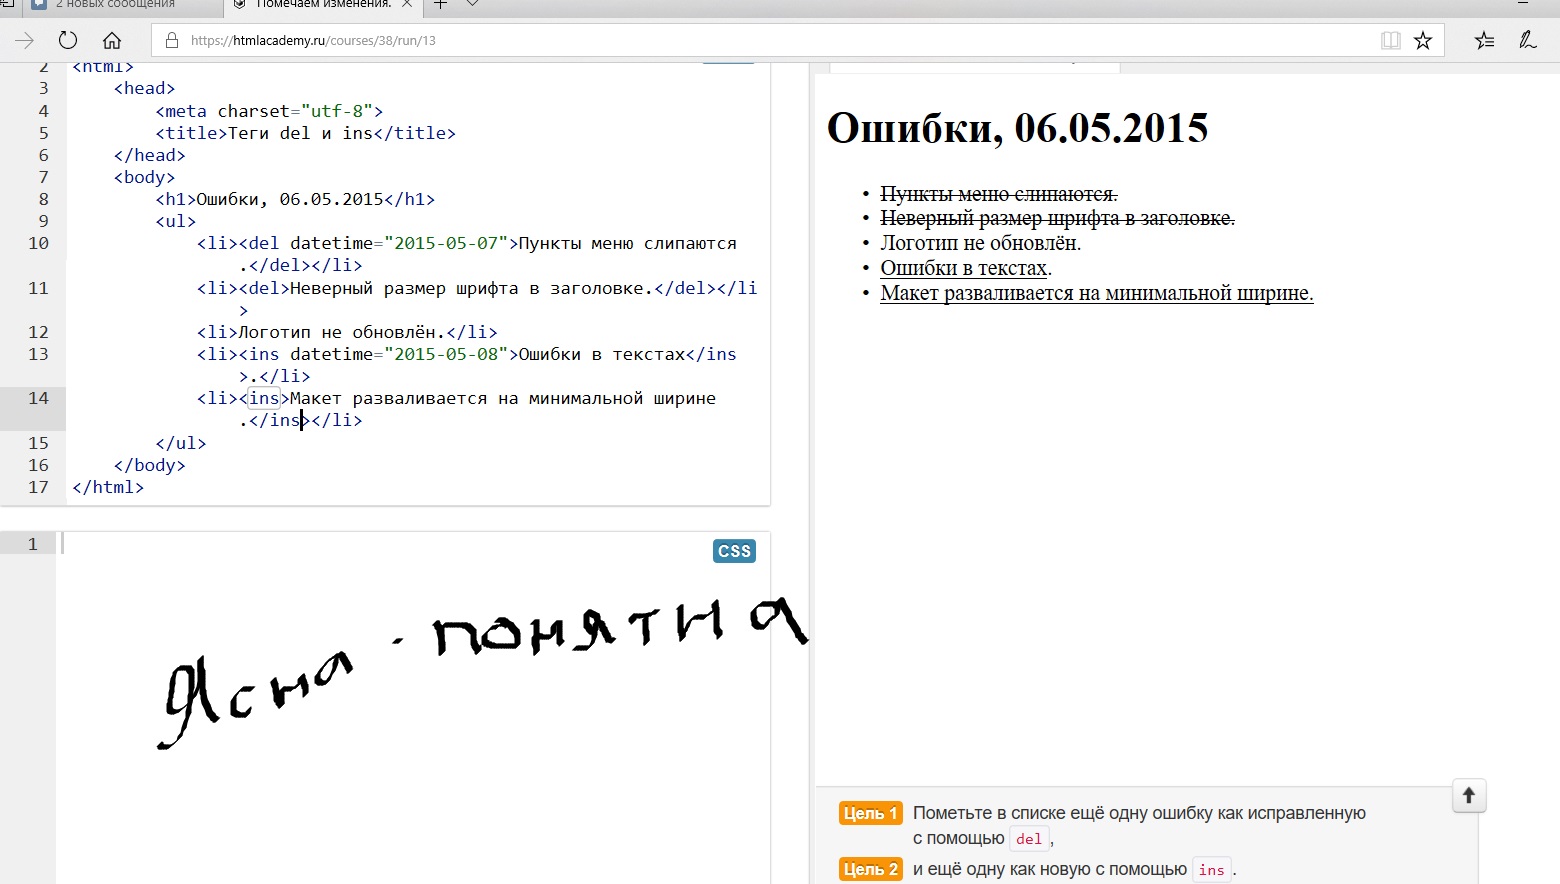 2 новых сообщения
Помечаем изменения.
https://htmlacademy.ru/courses/38/run/13
2 <html>
3 <head>
4 <meta charset="utf-8">
5 <title>Теги del и ins</title>
6 </head>
7 <body>
8 <h1>Ошибки, 06.05.2015</h1>
9 <ul>
10 <li><del datetime="2015-05-07">Пункты меню слипаются
.</del></li>
11 <li><del>Неверный размер шрифта в заголовке.</del></li
>
12 <li>Логотип не обновлён.</li>
13 <li><ins datetime="2015-05-08">Ошибки в текстах</ins
>.</li>
14 <li><ins>Макет разваливается на минимальной ширине
.</ins></li>
15 </ul>
16 </body>
17 </html>
1
CSS
Ясна - понятна
Ошибки, 06.05.2015
• Пункты меню слипаются.
• Неверный размер шрифта в заголовке.
• Логотип не обновлён.
• Ошибки в текстах.
• Макет разваливается на минимальной ширине.
Цель 1 Пометьте в списке ещё одну ошибку как исправленную
с помощью del,
Цель 2 и ещё одну как новую с помощью ins.